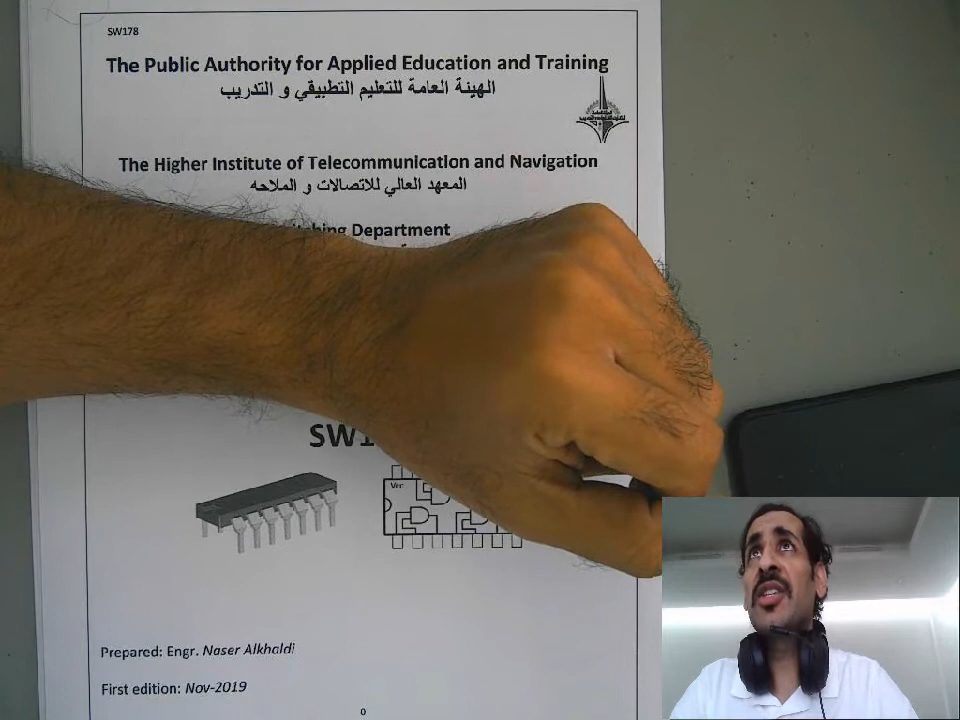 SW178
The Public Authority for Applied Education and Training
الهيئة العامة للتعليم التطبيقي و التدريب
The Higher Institute of Telecommunication and Navigation
المعهد العالي للاتصالات و الملاحه
Department
SW1
Vcc
Prepared: Engr. Naser Alkhaldi
First edition: Nov-2019
0